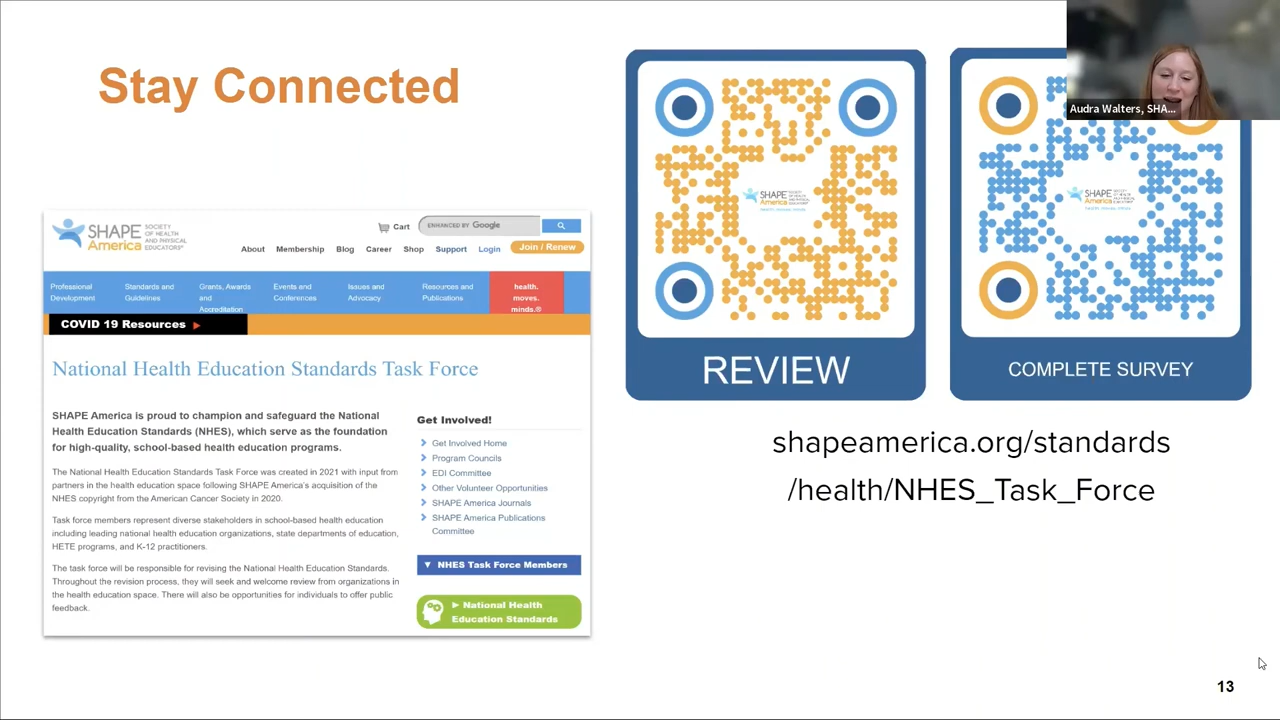 Stay Connected
Audra Walters, SHA...
SHAPE America
SOCIETY OF HEALTH AND PHYSICAL EDUCATORS®
Cart
ENHANCED BY Google
About Membership Blog Career Shop Support Login Join / Renew
Professional Development
Standards and Guidelines
Grants, Awards and Accreditation
Events and Conferences
Issues and Advocacy
Resources and Publications
health. moves. minds.®
COVID 19 Resources
National Health Education Standards Task Force
SHAPE America is proud to champion and safeguard the National
Health Education Standards (NHES), which serve as the foundation
for high-quality, school-based health education programs.
The National Health Education Standards Task Force was created in 2021 with input from
partners in the health education space following SHAPE America's acquisition of the
NHES copyright from the American Cancer Society in 2020.
Task force members represent diverse stakeholders in school-based health education
including leading national health education organizations, state departments of education,
HETE programs, and K-12 practitioners.
The task force will be responsible for revising the National Health Education Standards.
Throughout the revision process, they will seek and welcome review from organizations in
the health education space. There will also be opportunities for individuals to offer public
feedback.
Get Involved!
Get Involved Home
Program Councils
EDI Committee
Other Volunteer Opportunities
SHAPE America Journals
SHAPE America Publications
Committee
NHES Task Force Members
National Health
Education Standards
SHAPE America
REVIEW
SHAPE America
COMPLETE SURVEY
shapeamerica.org/standards
/health/NHES_Task_Force
13